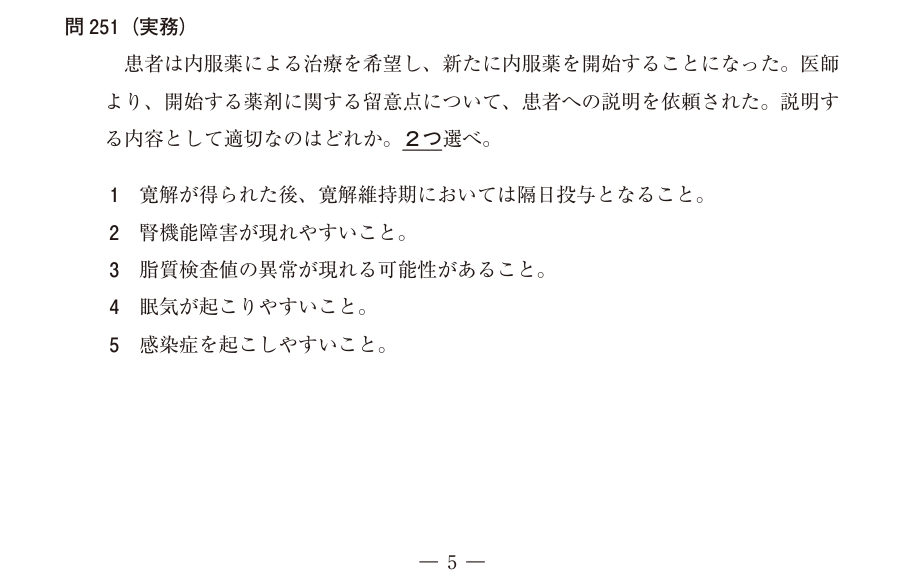 問 251（実務）
患者は内服薬による治療を希望し、新たに内服薬を開始することになった。医師
より、開始する薬剤に関する留意点について、患者への説明を依頼された。説明す
る内容として適切なのはどれか。２つ選べ。
1 寛解が得られた後、寛解維持期においては隔日投与となること。
2 腎機能障害が現れやすいこと。
3 脂質検査値の異常が現れる可能性があること。
4 眠気が起こりやすいこと。
5 感染症を起こしやすいこと。
— 5 —